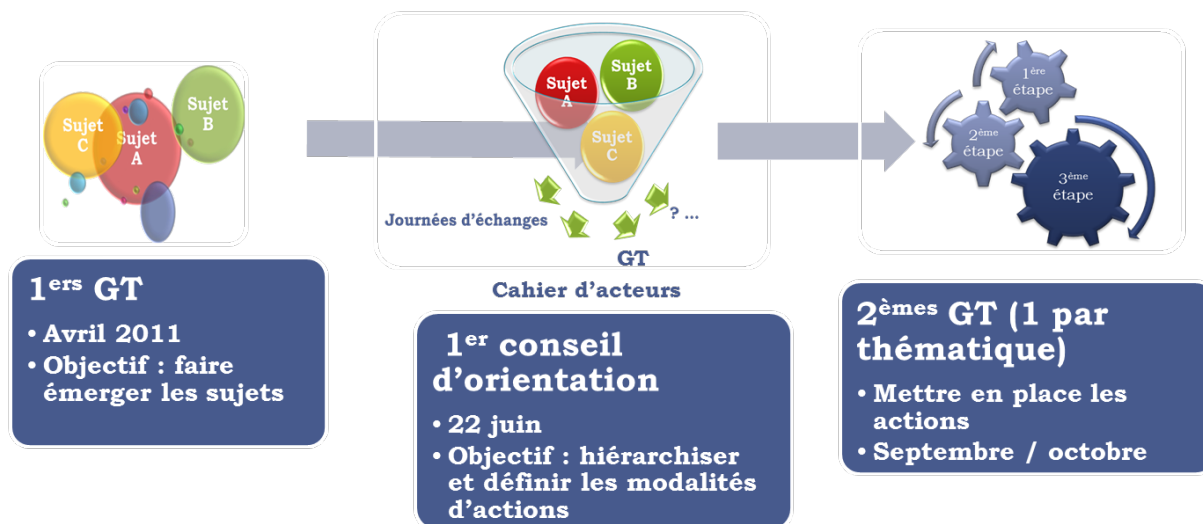 Sujet
C
Sujet
A
Sujet
B
1ers GT
• Avril 2011
• Objectif : faire
émerger les sujets
Sujet
A
Sujet
B
Sujet
C
Journées d’échanges
? ...
GT
Cahier d’acteurs
1er conseil
d’orientation
• 22 juin
• Objectif : hiérarchiser
et définir les modalités
d’actions
1ère
étape
2ème
étape
3ème
étape
2èmes GT (1 par
thématique)
• Mettre en place les
actions
• Septembre / octobre